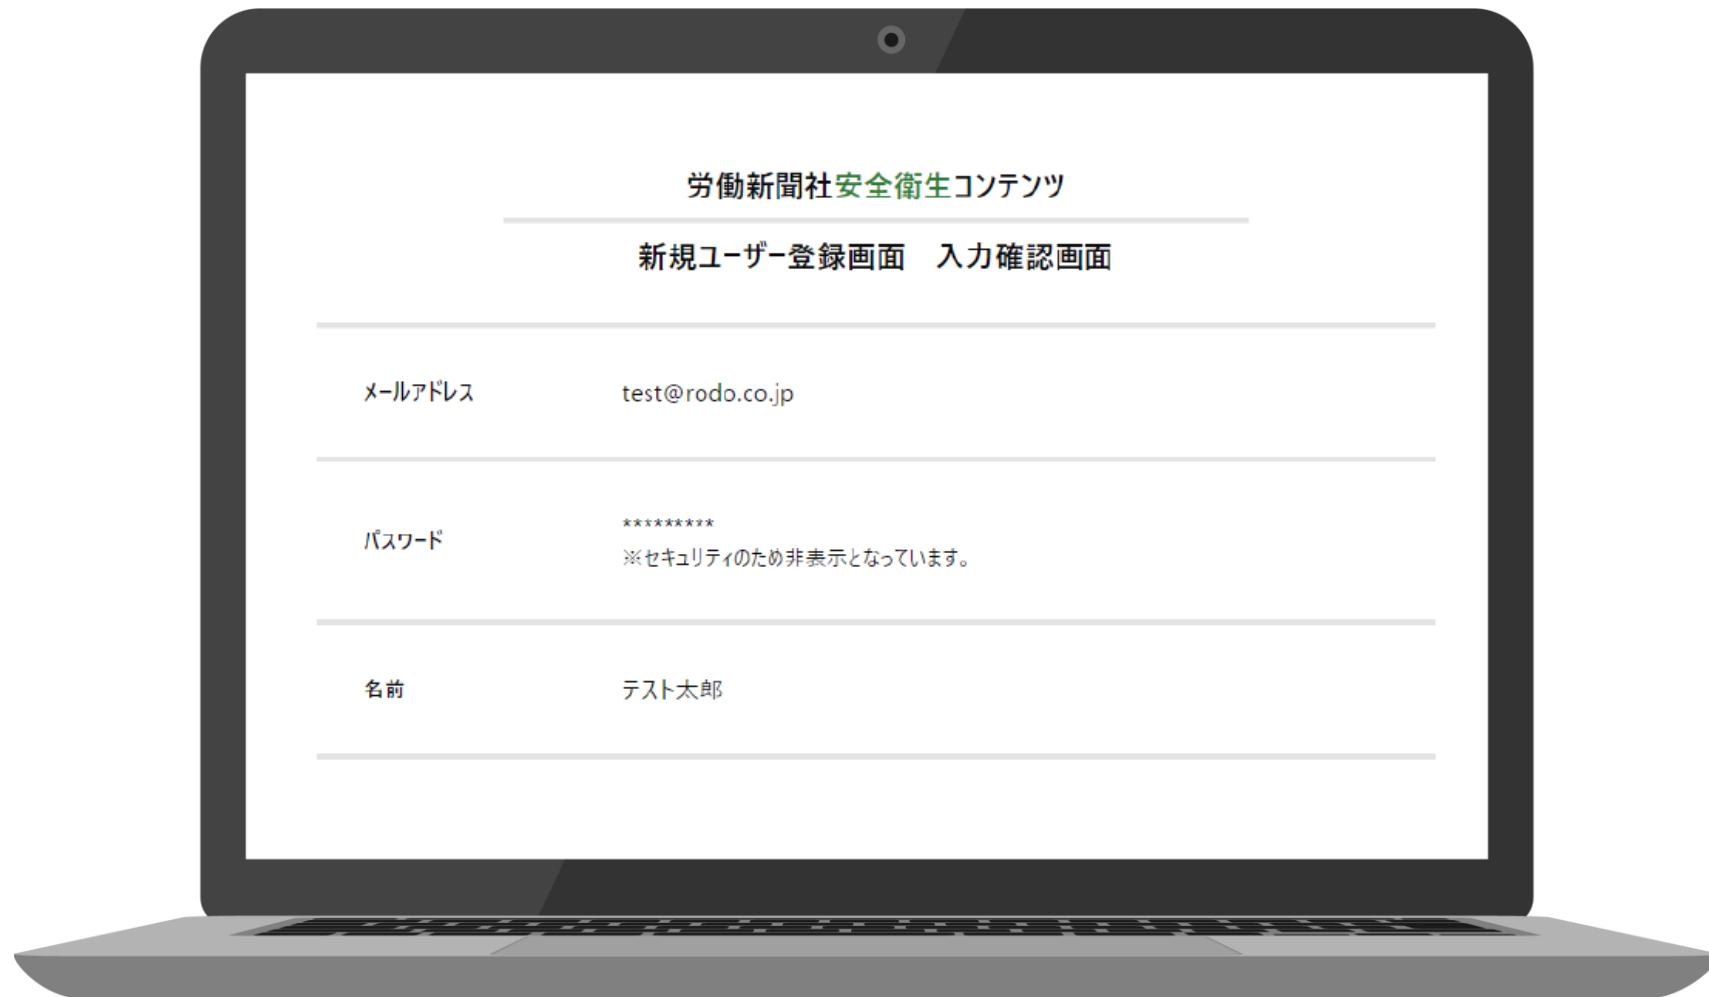 労働新聞社安全衛生コンテンツ
新規ユーザー登録画面　入力確認画面
メールアドレス test@rodo.co.jp
パスワード *********
※セキュリティのため非表示となっています。
名前 テスト太郎